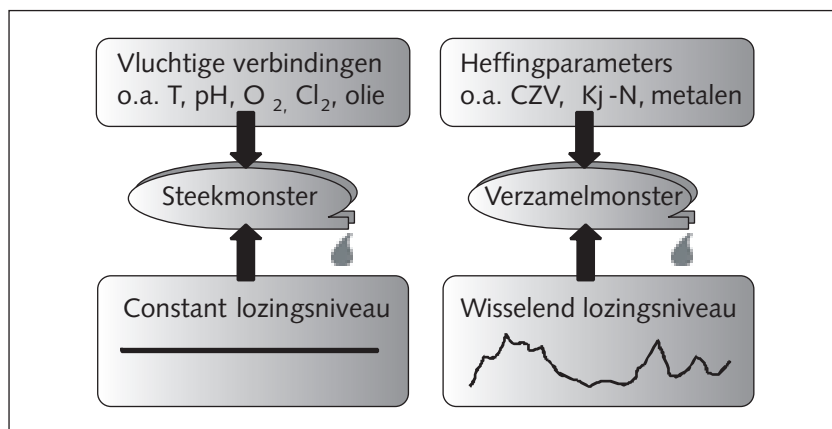 Vluchtige verbindingen
o.a. T, pH, O 2, Cl2, olie
Steekmonster
Constant lozingsniveau
Heffingparameters
o.a. CZV, Kj-N, metalen
Verzamelmonster
Wisselend lozingsniveau